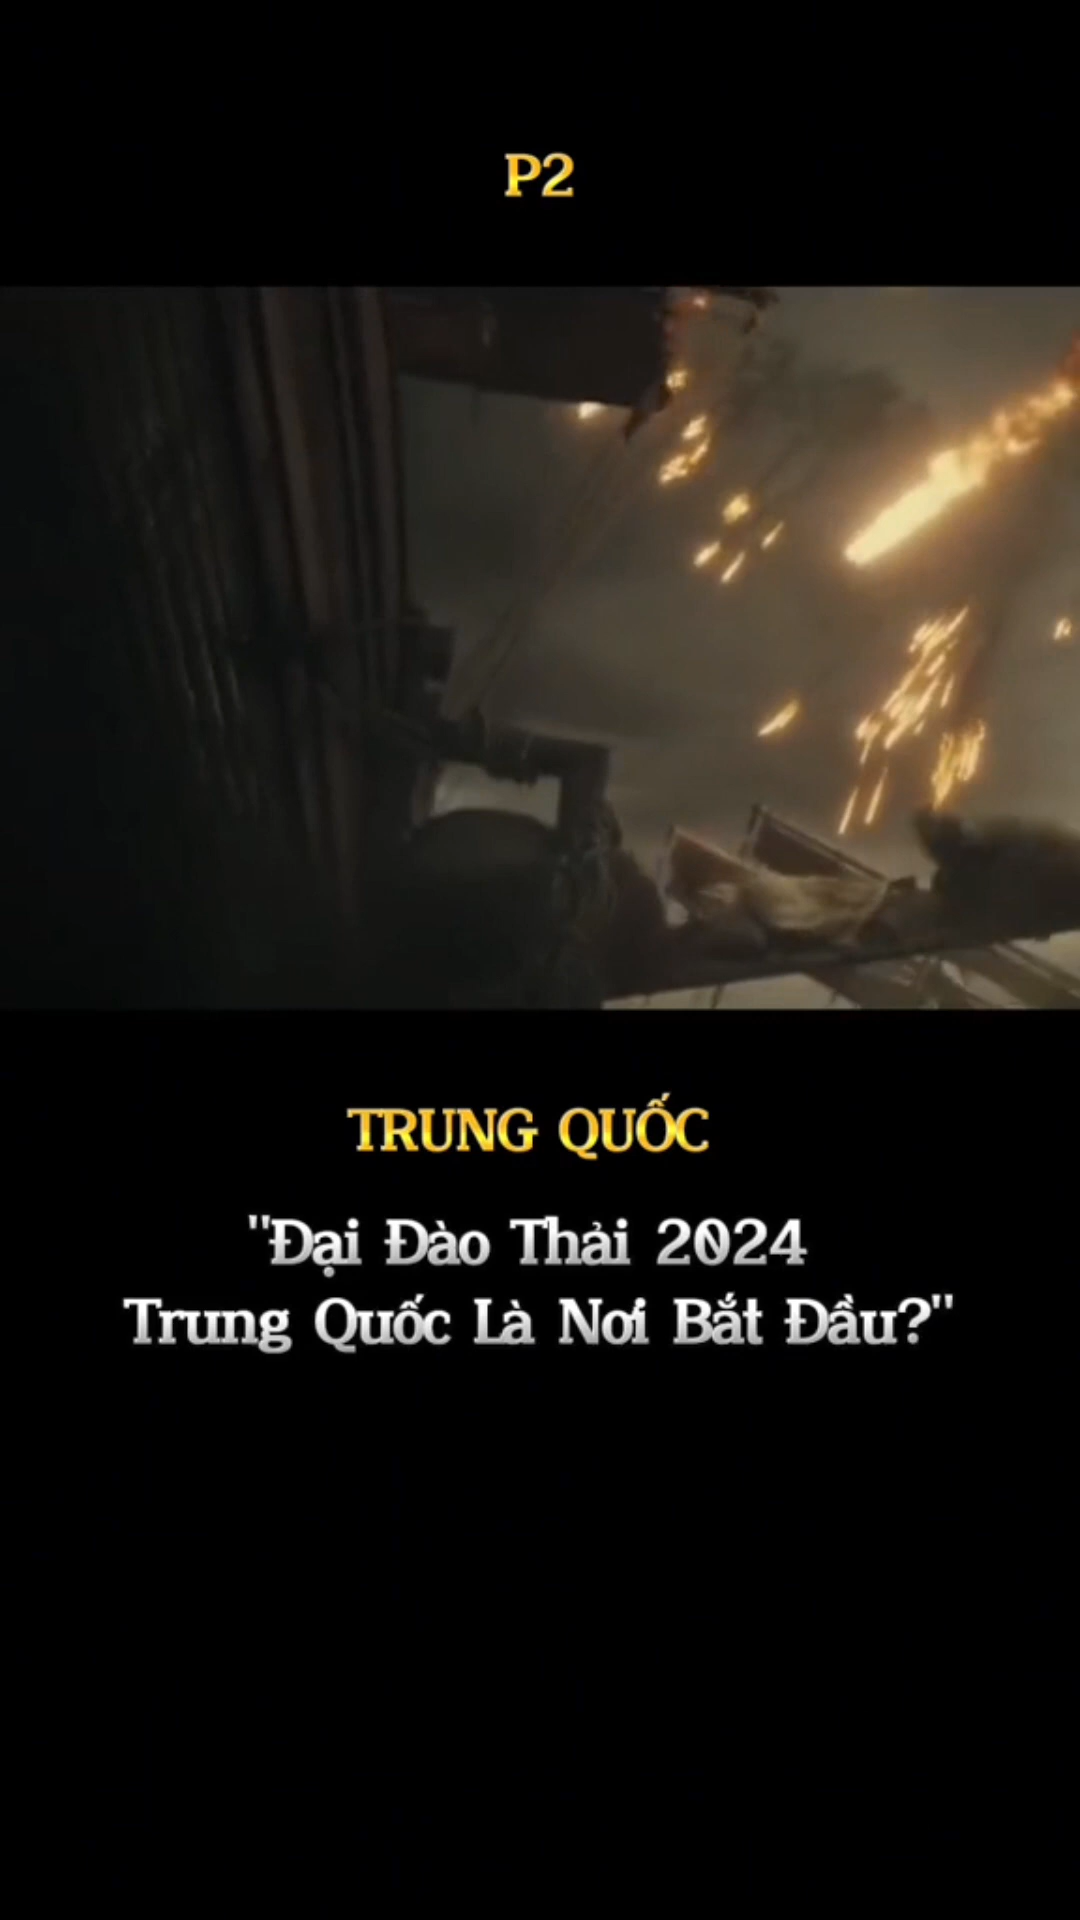 P2
TRUNG QUỐC
"Đại Đào Thải 2024
Trung Quốc Là Nơi Bắt Đầu?"